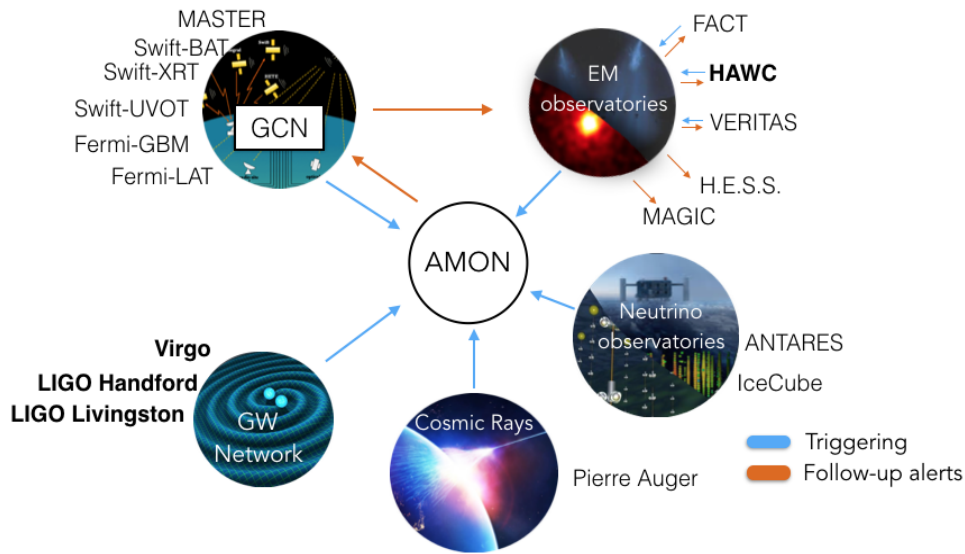 MASTER
Swift-BAT
Swift-XRT
Swift-UVOT
Fermi-GBM
Fermi-LAT
GCN
EM
observatories
FACT
HAWC
VERITAS
H.E.S.S.
MAGIC
AMON
Neutrino
observatories
ANTARES
IceCube
Virgo
LIGO Handford
LIGO Livingston
GW
Network
Cosmic Rays
Pierre Auger
Triggering
Follow-up alerts